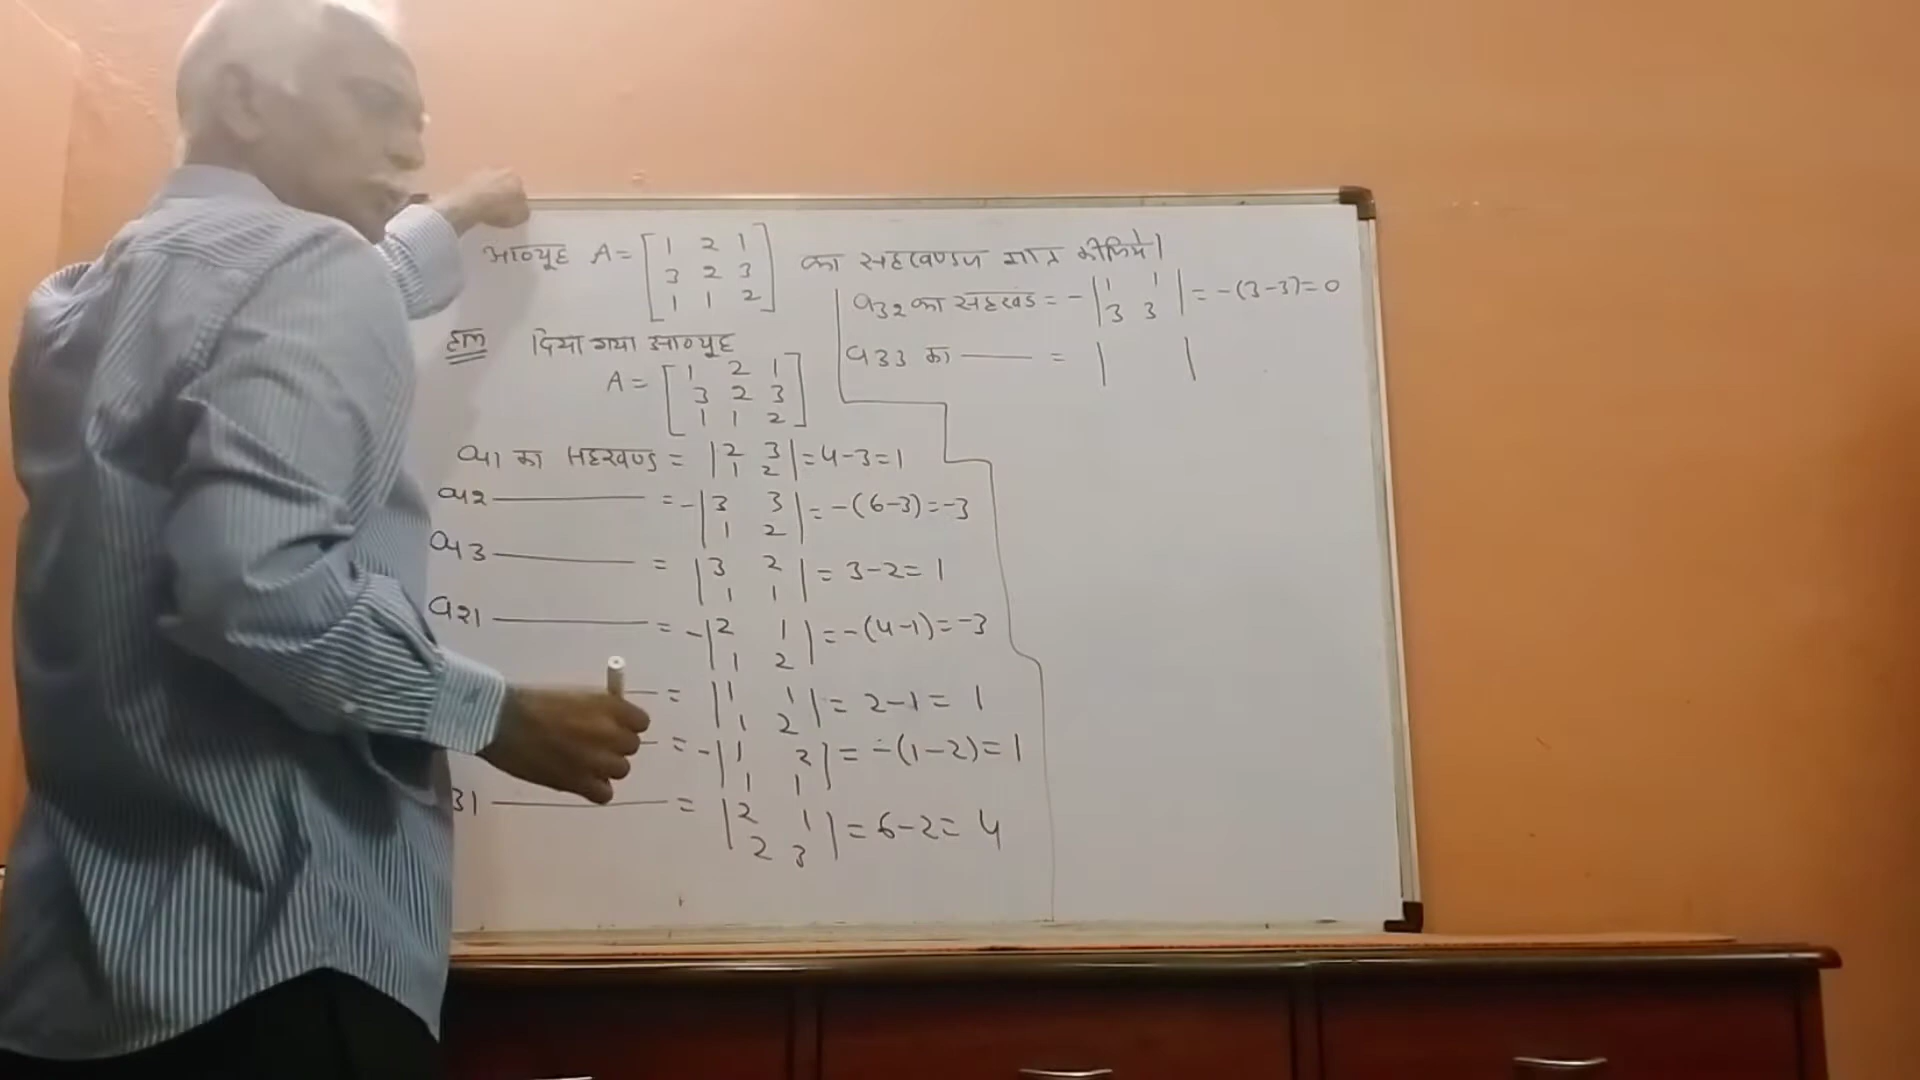 आव्यूह A = [ 1 2 1
3 2 3
1 1 2 ] का सहखण्डज ज्ञात कीजिये।
हल दिया गया आव्यूह
A = [ 1 2 1
3 2 3
1 1 2 ]
a11 का सहखण्ड = | 2 3
1 2 | = 4-3=1
a12 ——— = - | 3 3
1 2 | = -(6-3)=-3
a13 ——— = | 3 2
1 1 | = 3-2=1
a21 ——— = - | 2 1
1 2 | = -(4-1)=-3
— = | 1 1
1 2 | = 2-1=1
— = - | 1 2
1 1 | = -(1-2)=1
31 ——— = | 2 1
2 3 | = 6-2=4
a32 का सहखंड = - | 1 1
3 3 | = -(3-3)=0
a33 का —— = | |